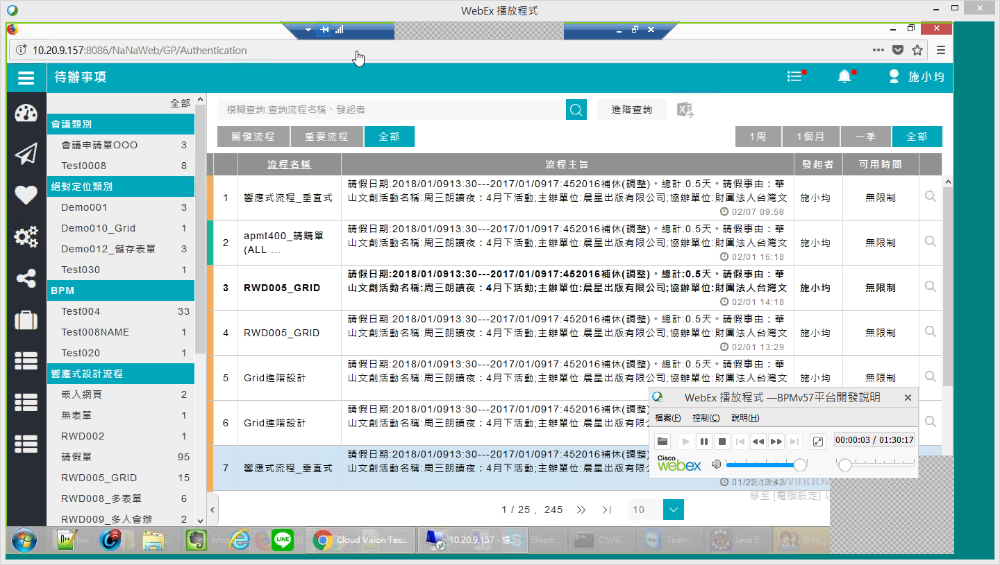 WebEx 播放程式
10.20.9.157:8086/NaNaWeb/GP/Authentication
待辦事項
施小均
全部
會議類別
會議申請單OOO 3
Test0008 8
絕對定位類別
Demo001 3
Demo010_Grid 1
Demo012_儲存表單 3
Test030 1
BPM
Test004 33
Test008NAME 1
Test020 1
響應式設計流程
嵌入網頁 2
無表單 1
RWD002 1
請假單 95
RWD005_GRID 15
RWD008_多表單 6
RWD009_多人會辦 2
模糊查詢:查詢流程名稱、發起者
進階查詢
關鍵流程 重要流程 全部
1周 1個月 一季 全部
流程名稱 流程主旨 發起者 可用時間
請假日期:2018/01/0913:30---2017/01/0917:452016補休(調整)。總計:0.5天。請假事由：華
1 響應式流程_垂直式 山文創活動名稱:周三朗讀夜：4月下活動;主辦單位:晨星出版有限公司;協辦單位:財團法人台灣文 施小均 無限制
02/07 09:58
請假日期:2018/01/0913:30---2017/01/0917:452016補休(調整)。總計:0.5天。請假事由：華
2 apmt400_請購單(ALL ... 山文創活動名稱:周三朗讀夜：4月下活動;主辦單位:晨星出版有限公司;協辦單位:財團法人台灣文 施小均 無限制
02/01 16:18
請假日期:2018/01/0913:30---2017/01/0917:452016補休(調整)。總計:0.5天。請假事由：華
3 RWD005_GRID 山文創活動名稱:周三朗讀夜：4月下活動;主辦單位:晨星出版有限公司;協辦單位:財團法人台灣文 施小均 無限制
02/01 14:18
請假日期:2018/01/0913:30---2017/01/0917:452016補休(調整)。總計:0.5天。請假事由：華
4 RWD005_GRID 山文創活動名稱:周三朗讀夜：4月下活動;主辦單位:晨星出版有限公司;協辦單位:財團法人台灣文 施小均 無限制
02/01 13:29
請假日期:2018/01/0913:30---2017/01/0917:452016補休(調整)。總計:0.5天。請假事由：華
5 Grid進階設計 山文創活動名稱:周三朗讀夜：4月下活動;主辦單位:晨星出版有限公司;協辦單位:財團法人台灣文 施小均 無限制
請假日期:2018/01/0913:30---2017/01/0917:452016補休(調整)
6 Grid進階設計 山文創活動名稱:周三朗讀夜：4月下活動;主辦單位:晨星出版有限
請假日期:2018/01/0913:30---2017/01/0917:452016補休(調整)
7 響應式流程_垂直式 山文創活動名稱:周三朗讀夜：4月下活動;主辦單位:晨星出版有限
01/22 13:42
WebEx 播放程式 —BPMv57平台開發說明
檔案(F) 控制(C) 說明(H)
00:00:03 / 01:30:17
Cisco
webex
Window
移至 [電腦設定]
1 / 25 , 245
10
LINE
Cloud Vision Tec...
10.20.9.157 -
Skype
C:\Wi
Team...
Java E...